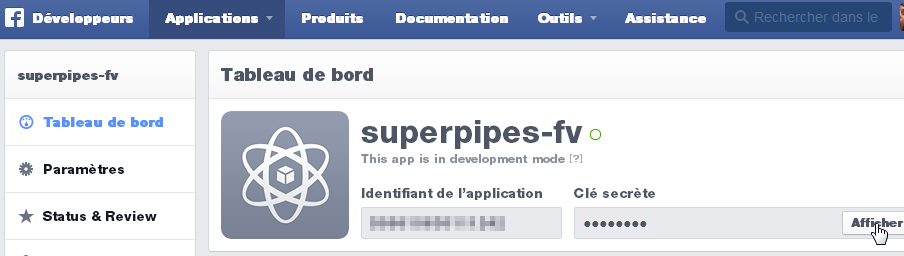 Développeurs Applications Produits Documentation Outils Assistance Rechercher dans le
superpipes-fv
Tableau de bord
Paramètres
Status & Review
Tableau de bord
superpipes-fv
This app is in development mode [?]
Identifiant de l'application Clé secrète
•••••••• Afficher